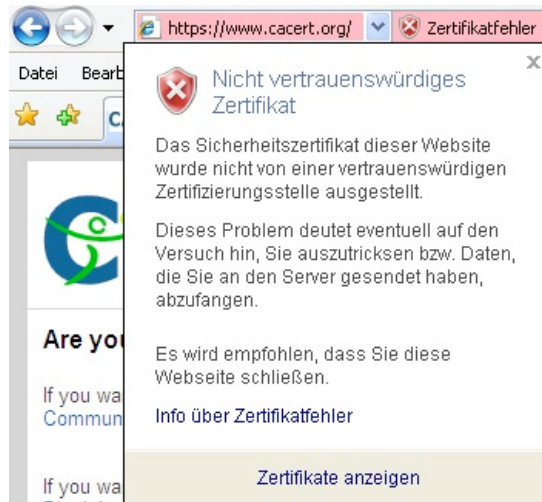 https://www.cacert.org/ Zertifikatfehler
Datei
Nicht vertrauenswürdiges
Zertifikat
Das Sicherheitszertifikat dieser Website
wurde nicht von einer vertrauenswürdigen
Zertifizierungsstelle ausgestellt.
Dieses Problem deutet eventuell auf den
Versuch hin, Sie auszutricksen bzw. Daten,
die Sie an den Server gesendet haben,
abzufangen.
Es wird empfohlen, dass Sie diese
Webseite schließen.
Info über Zertifikatfehler
Zertifikate anzeigen
Are you
If you wa
Commun
If you wa